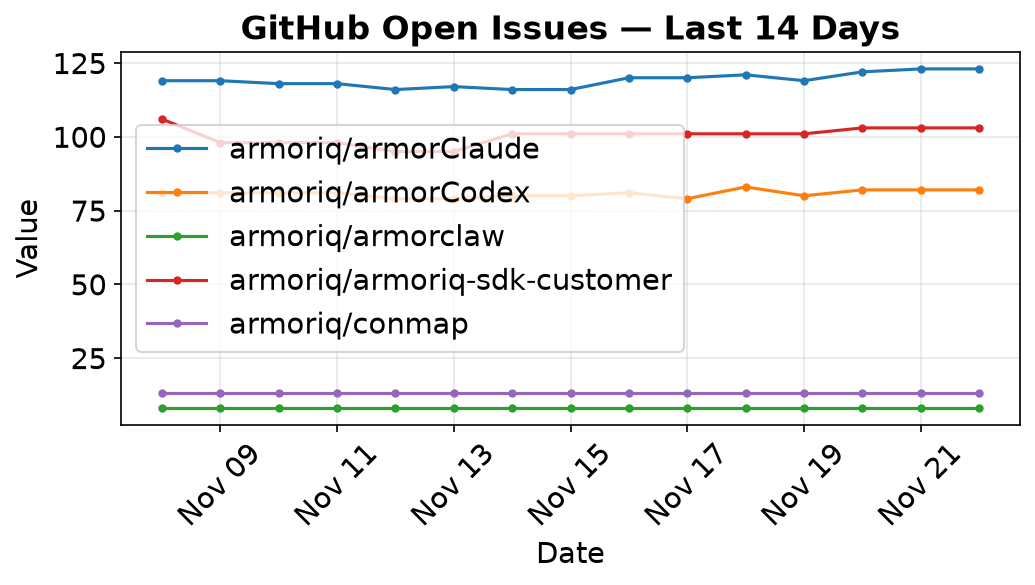 GitHub Open Issues — Last 14 Days
Value
125
100
75
50
25
armoriq/armorClaude
armoriq/armorCodex
armoriq/armorclaw
armoriq/armoriq-sdk-customer
armoriq/conmap
Nov 09
Nov 11
Nov 13
Nov 15
Nov 17
Nov 19
Nov 21
Date